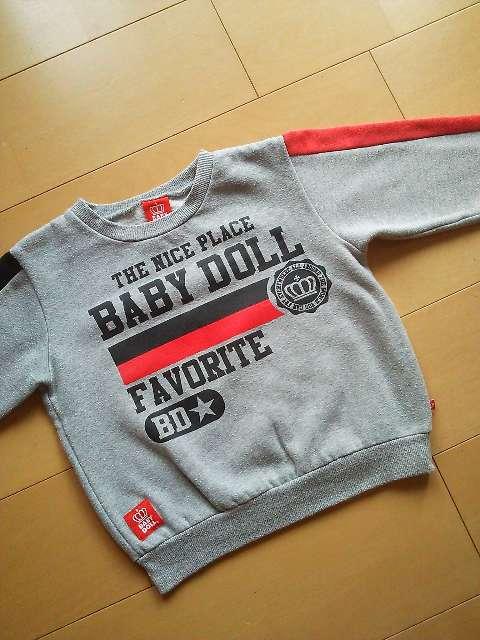 THE NICE PLACE
BABY DOLL
FAVORITE
BD★
BABY
DOLL